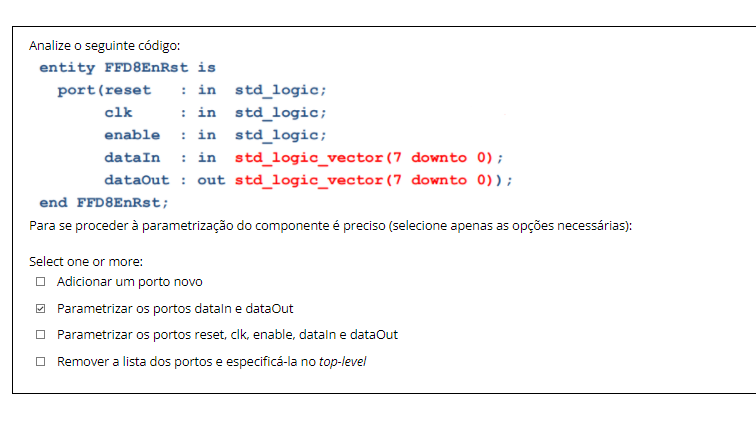 Analize o seguinte código:
entity FFD8EnRst is
port(reset : in std_logic;
clk : in std_logic;
enable : in std_logic;
dataIn : in std_logic_vector(7 downto 0);
dataOut : out std_logic_vector(7 downto 0));
end FFD8EnRst;
Para se proceder à parametrização do componente é preciso (selecione apenas as opções necessárias):
Select one or more:
Adicionar um porto novo
Parametrizar os portos dataIn e dataOut
Parametrizar os portos reset, clk, enable, dataIn e dataOut
Remover a lista dos portos e especificá-la no top-level